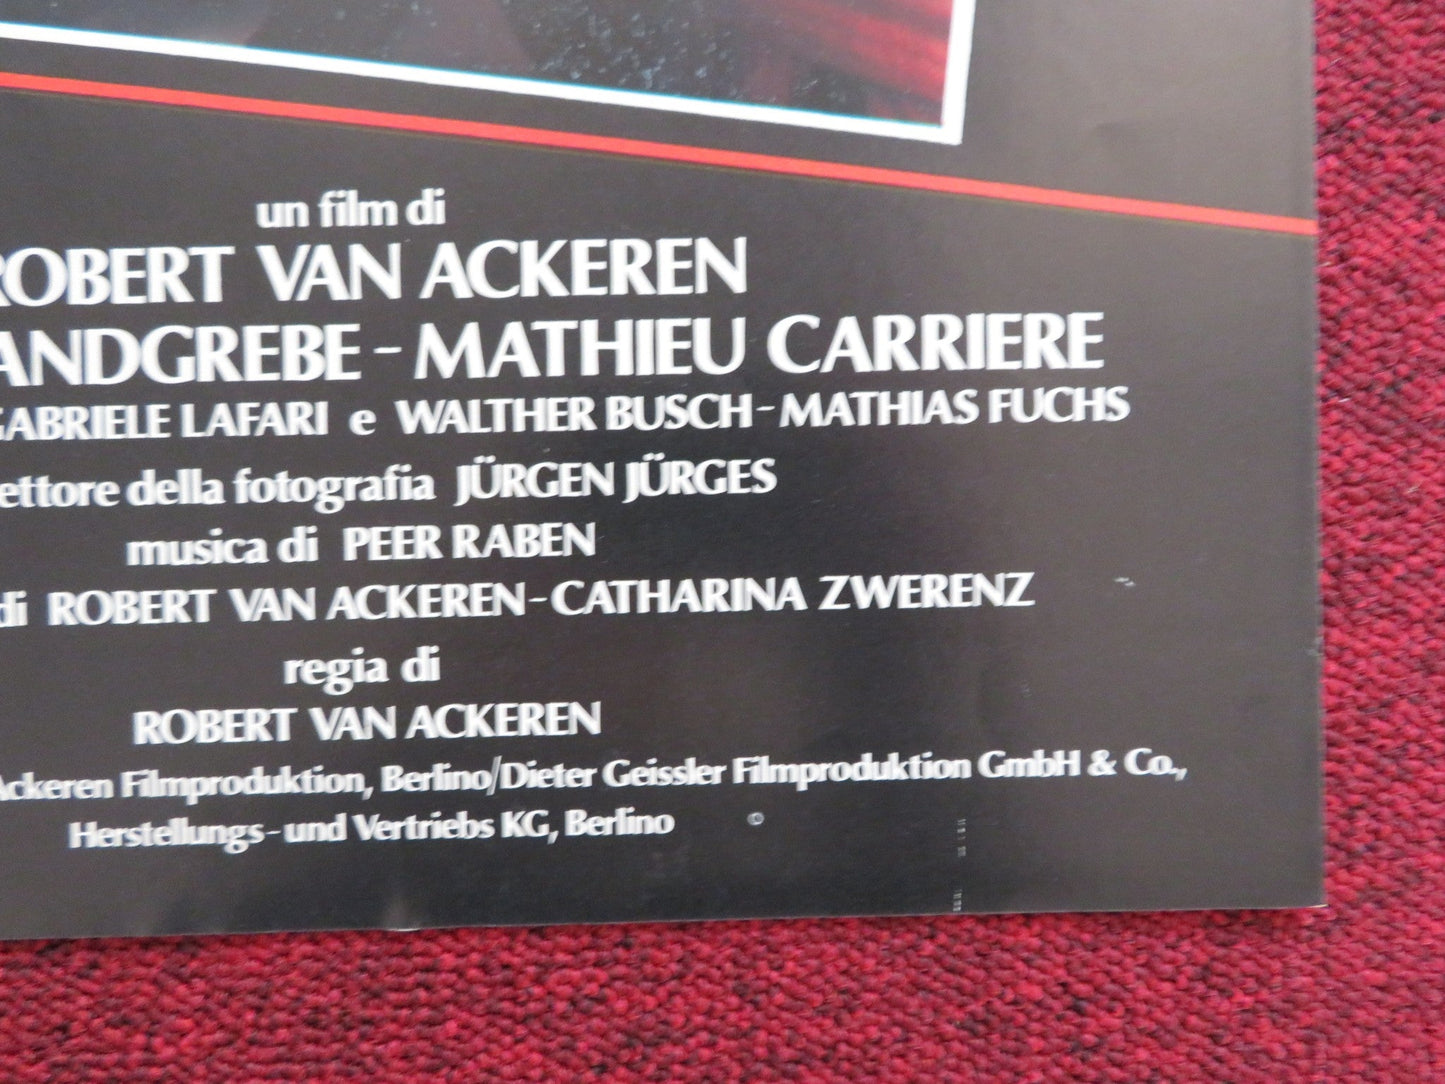 un film di
ROBERT VAN ACKEREN
ANDGREBE - MATHIEU CARRIERE
GABRIELE LAFARI e WALTHER BUSCH - MATHIAS FUCHS
ettore della fotografia JÜRGEN JÜRGES
musica di PEER RABEN
di ROBERT VAN ACKEREN - CATHARINA ZWERENZ
regia di
ROBERT VAN ACKEREN
Ackeren Filmproduktion, Berlino/Dieter Geissler Filmproduktion GmbH & Co.,
Herstellungs- und Vertriebs KG, Berlino